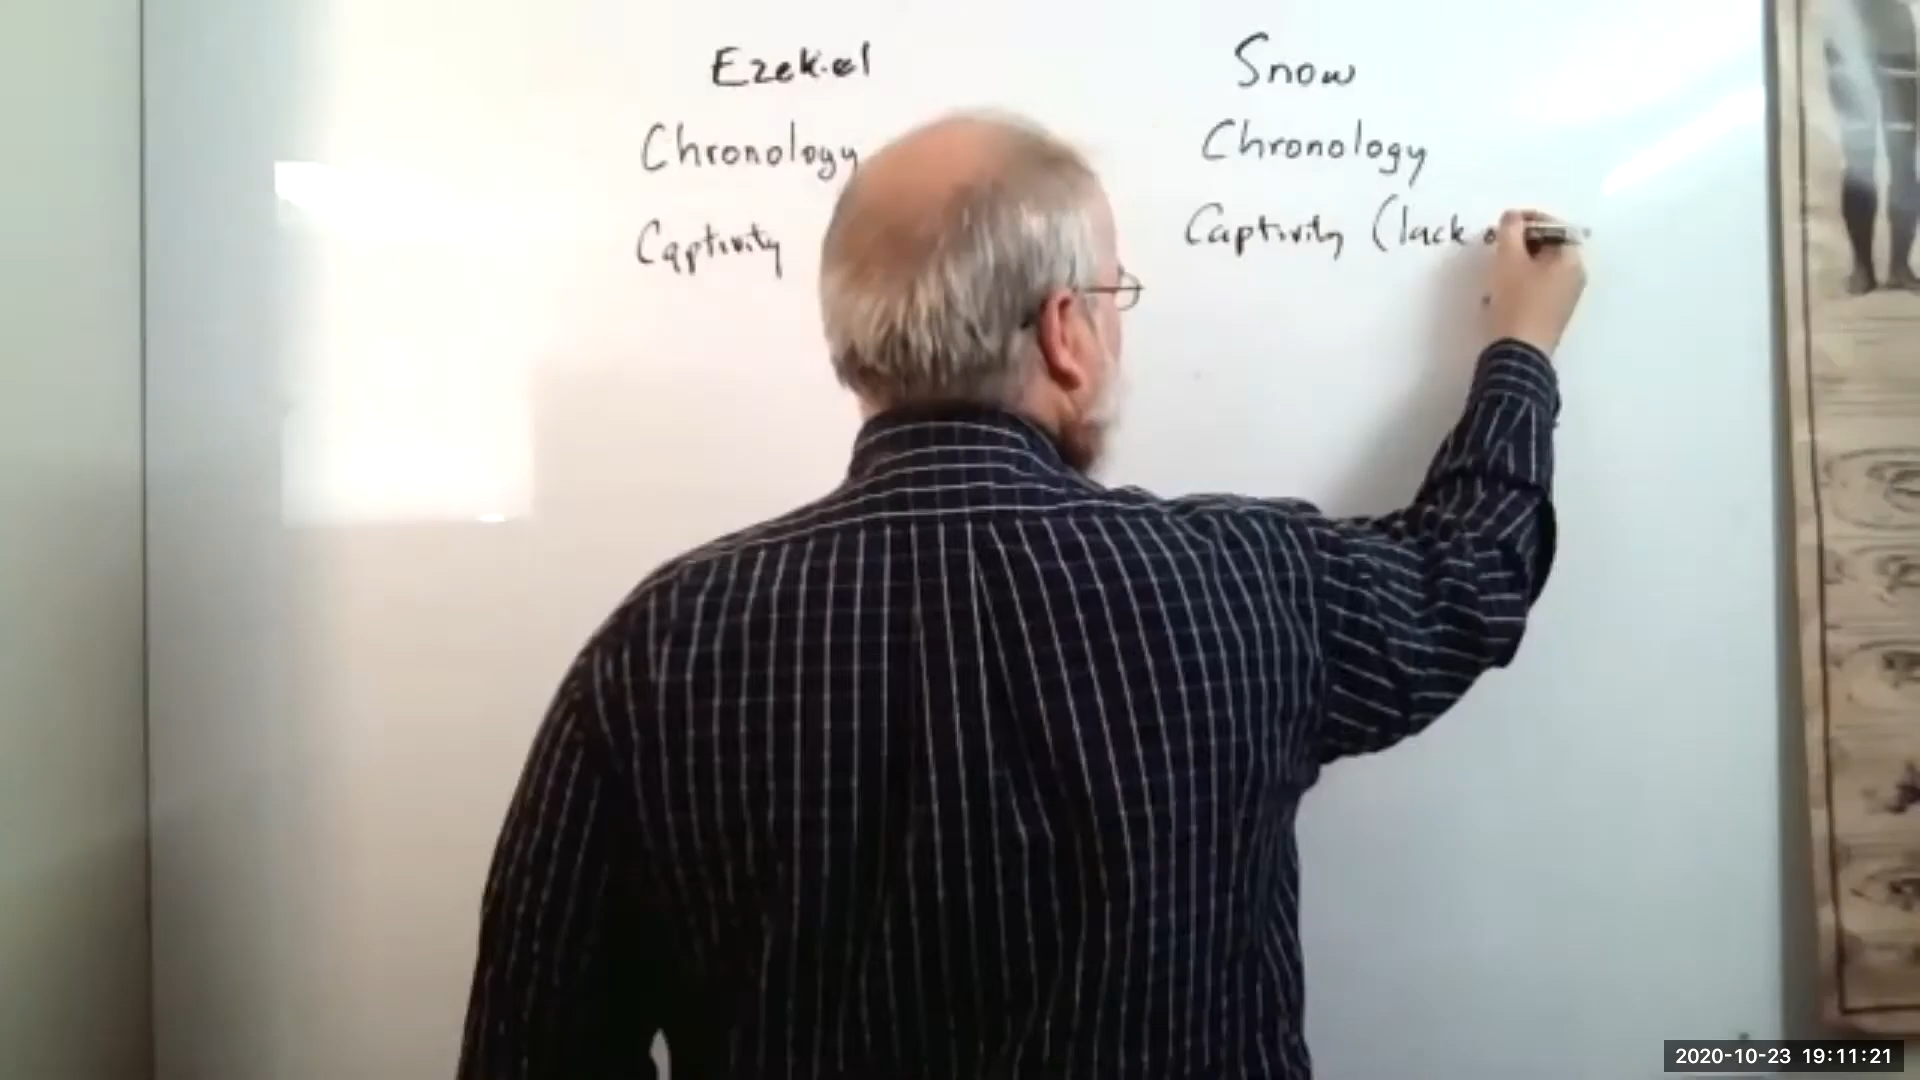 Ezekiel
Snow
Chronology
Chronology
Captivity
Captivity (lack o
2020-10-23 19:11:21